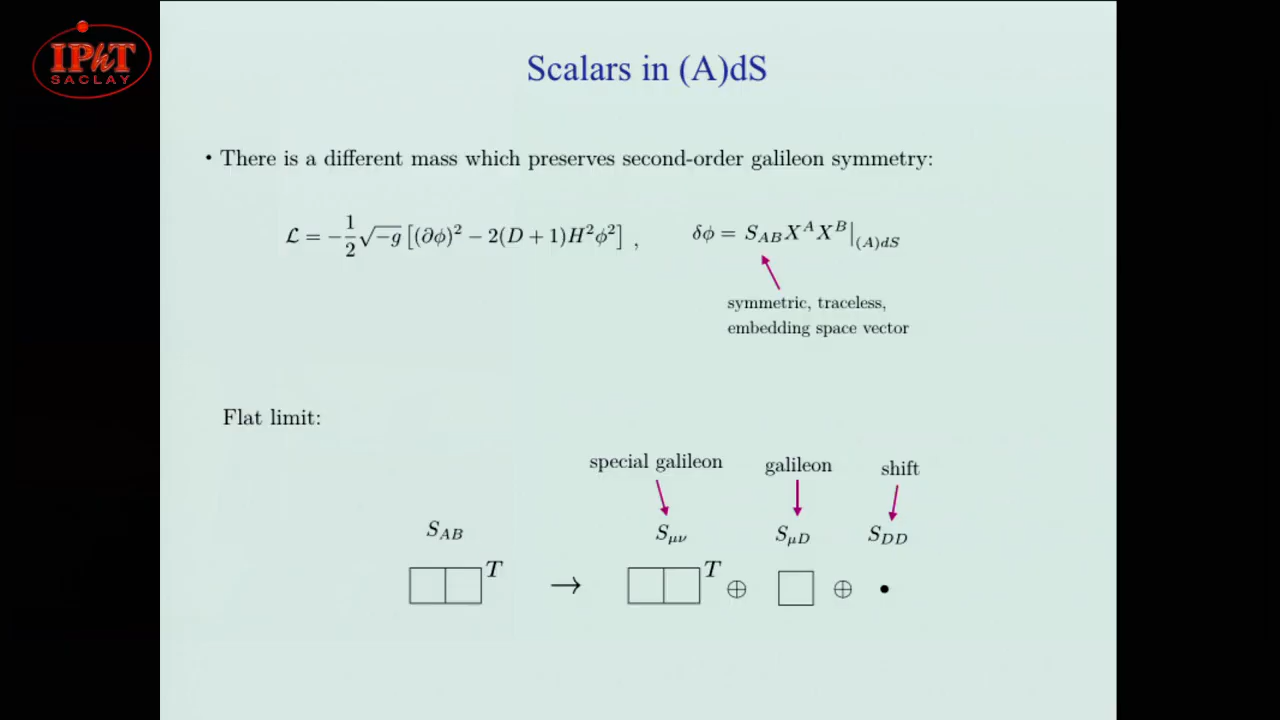 IPhT
SACLAY
Scalars in (A)dS
• There is a different mass which preserves second-order galileon symmetry:
ℒ = −1/2 √−g [(∂φ)² − 2(D + 1)H²φ²] ,   δφ = S_{AB}X^A X^B|_{(A)dS}
symmetric, traceless,
embedding space vector
Flat limit:
special galileon   galileon   shift
S_{AB}   S_{μν}   S_{μD}   S_{DD}
T → T ⊕ ⊕ •